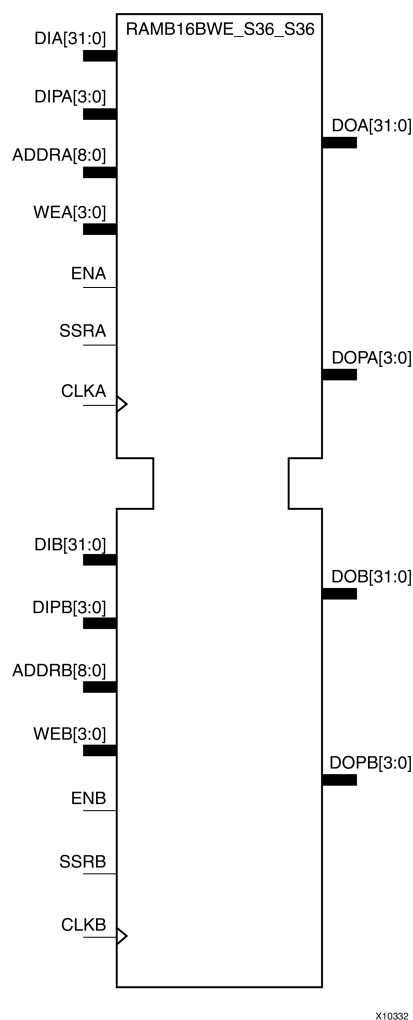 RAMB16BWE_S36_S36
DIA[31:0]
DIPA[3:0]
DOA[31:0]
ADDRA[8:0]
WEA[3:0]
ENA
SSRA
DOPA[3:0]
CLKA
DIB[31:0]
DOB[31:0]
DIPB[3:0]
ADDRB[8:0]
WEB[3:0]
DOPB[3:0]
ENB
SSRB
CLKB
X10332